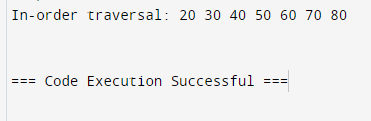 In-order traversal: 20 30 40 50 60 70 80
=== Code Execution Successful ===